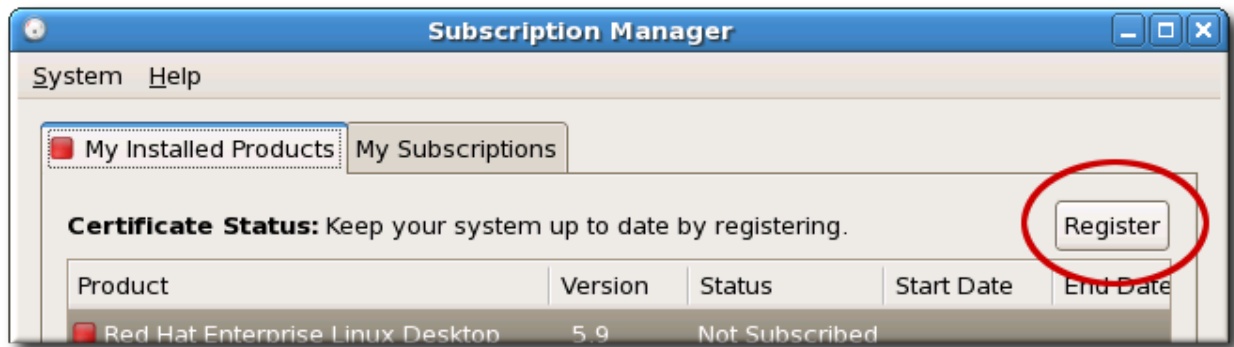 Subscription Manager
System Help
My Installed Products My Subscriptions
Certificate Status: Keep your system up to date by registering. Register
Product Version Status Start Date End Date
Red Hat Enterprise Linux Desktop 5.9 Not Subscribed